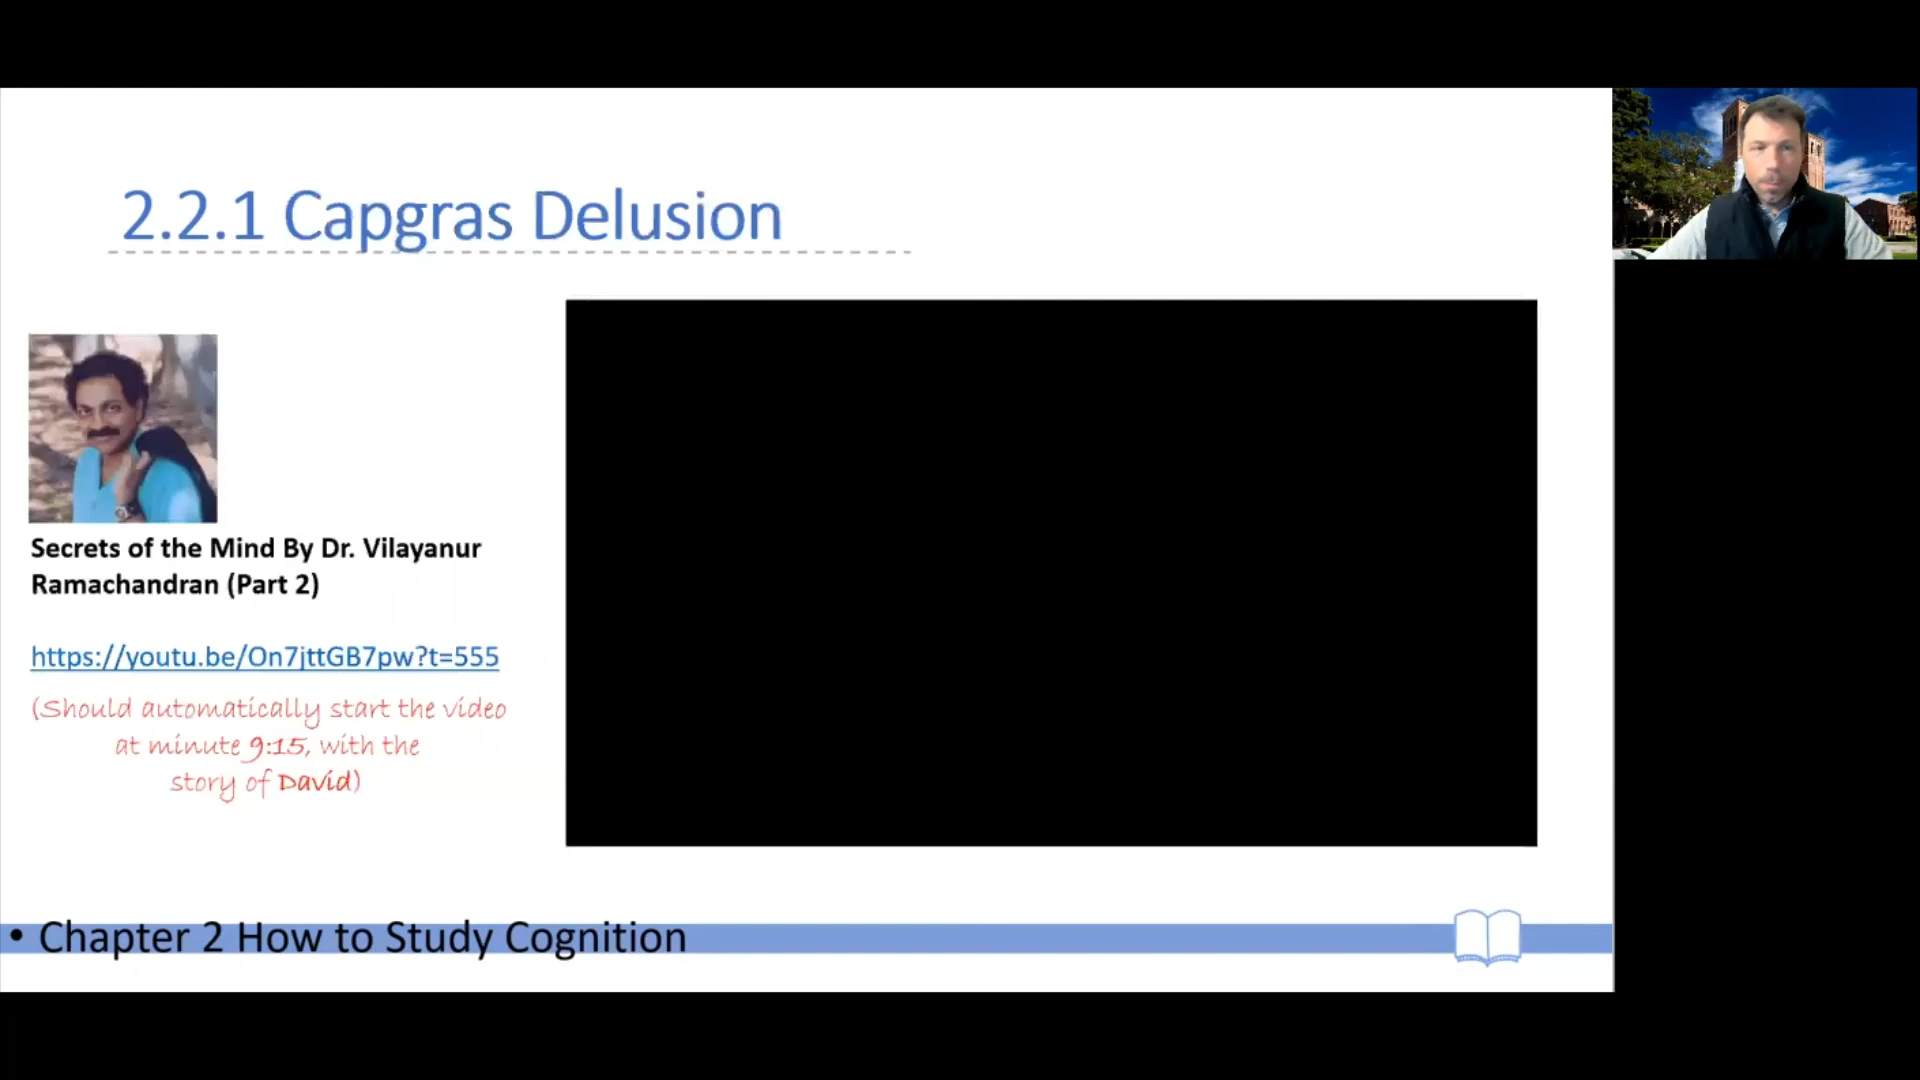 2.2.1 Capgras Delusion
Secrets of the Mind By Dr. Vilayanur
Ramachandran (Part 2)
https://youtu.be/On7jttGB7pw?t=555
(Should automatically start the video
at minute 9:15, with the
story of David)
• Chapter 2 How to Study Cognition